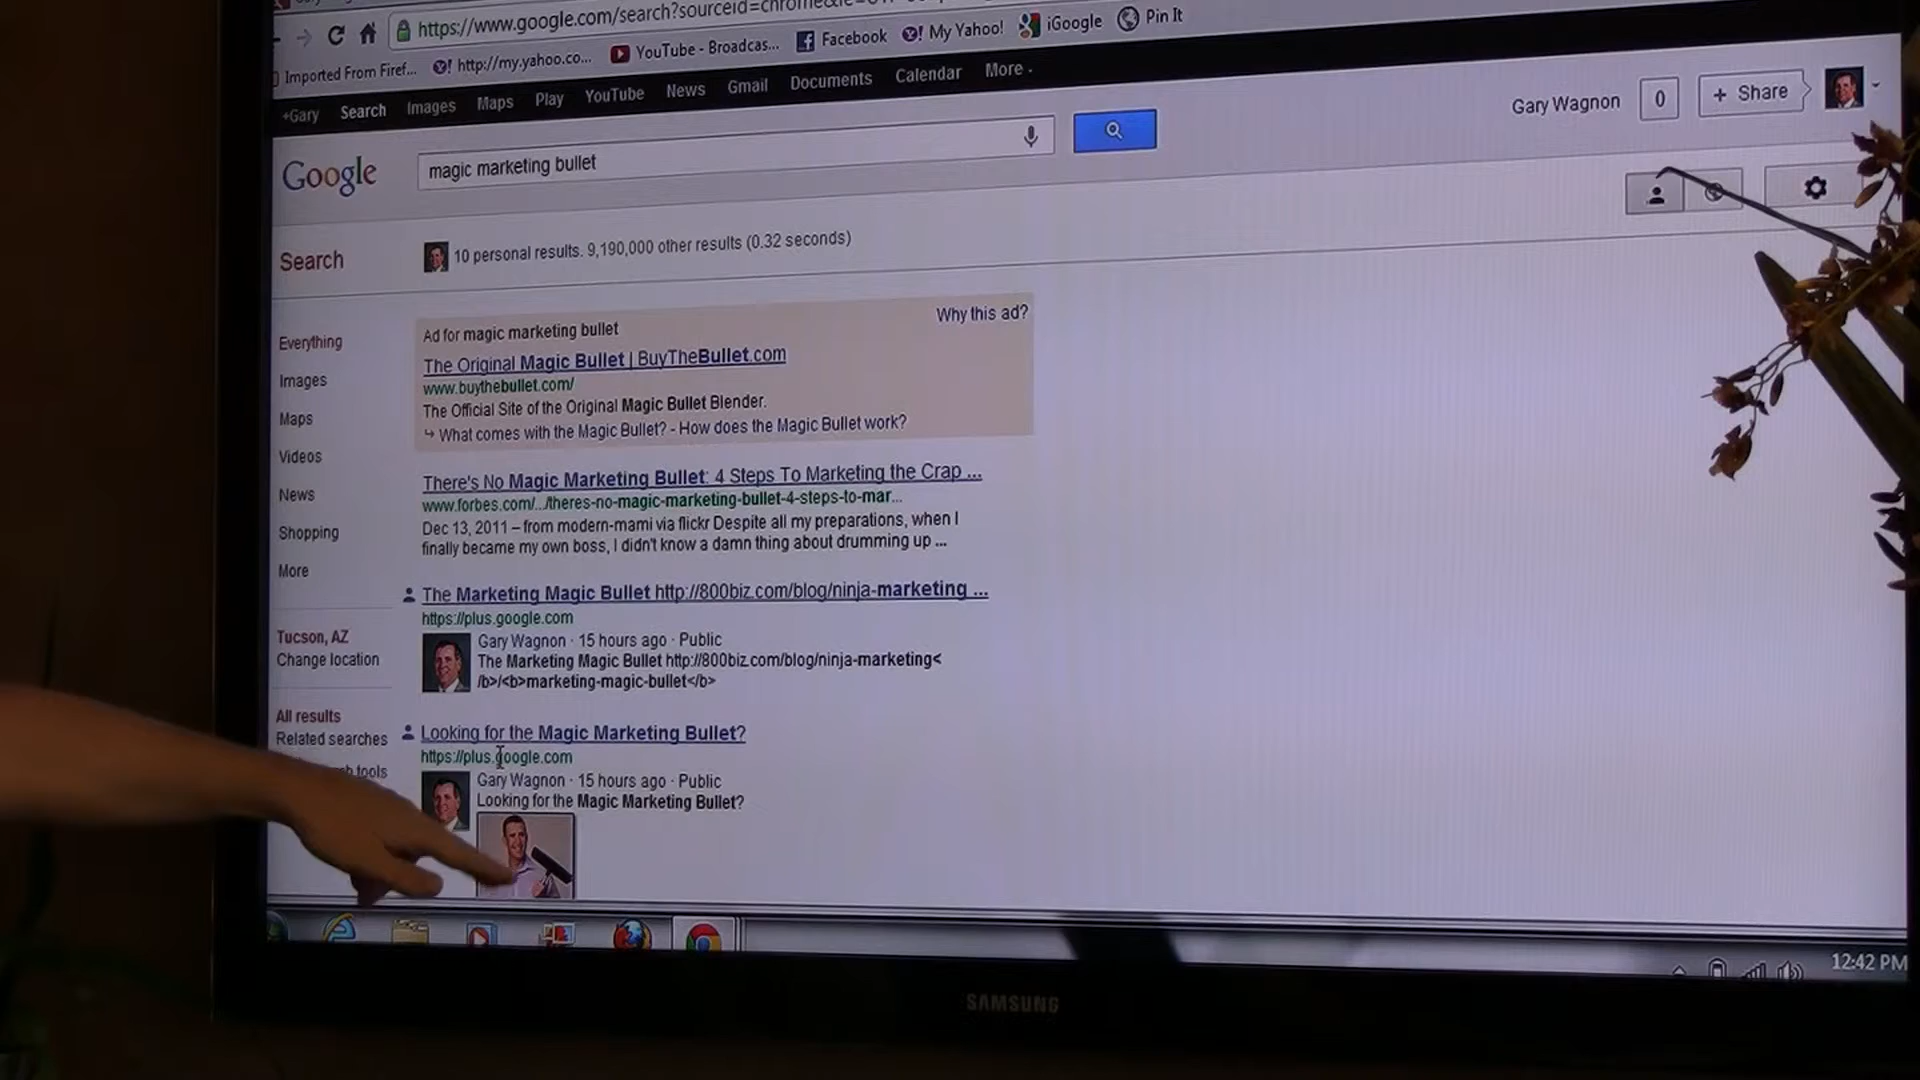 https://www.google.com/search?sourceid=chrome&ie=
Imported From Firef...
http://my.yahoo.co...
YouTube - Broadcas...
Facebook
My Yahoo!
iGoogle
Pin It
+Gary Search Images Maps Play YouTube News Gmail Documents Calendar More
Gary Wagnon 0 + Share
Google
magic marketing bullet
Search
10 personal results. 9,190,000 other results (0.32 seconds)
Everything
Images
Maps
Videos
News
Shopping
More
Tucson, AZ
Change location
All results
Related searches
tools
Ad for magic marketing bullet
Why this ad?
The Original Magic Bullet | BuyTheBullet.com
www.buythebullet.com/
The Official Site of the Original Magic Bullet Blender.
What comes with the Magic Bullet? - How does the Magic Bullet work?
There's No Magic Marketing Bullet: 4 Steps To Marketing the Crap ...
www.forbes.com/.../theres-no-magic-marketing-bullet-4-steps-to-mar...
Dec 13, 2011 – from modern-mami via flickr Despite all my preparations, when I
finally became my own boss, I didn't know a damn thing about drumming up ...
The Marketing Magic Bullet http://800biz.com/blog/ninja-marketing ...
https://plus.google.com
Gary Wagnon · 15 hours ago · Public
The Marketing Magic Bullet http://800biz.com/blog/ninja-marketing<
/b>/<b>marketing-magic-bullet</b>
Looking for the Magic Marketing Bullet?
https://plus.google.com
Gary Wagnon · 15 hours ago · Public
Looking for the Magic Marketing Bullet?
12:42 PM
SAMSUNG